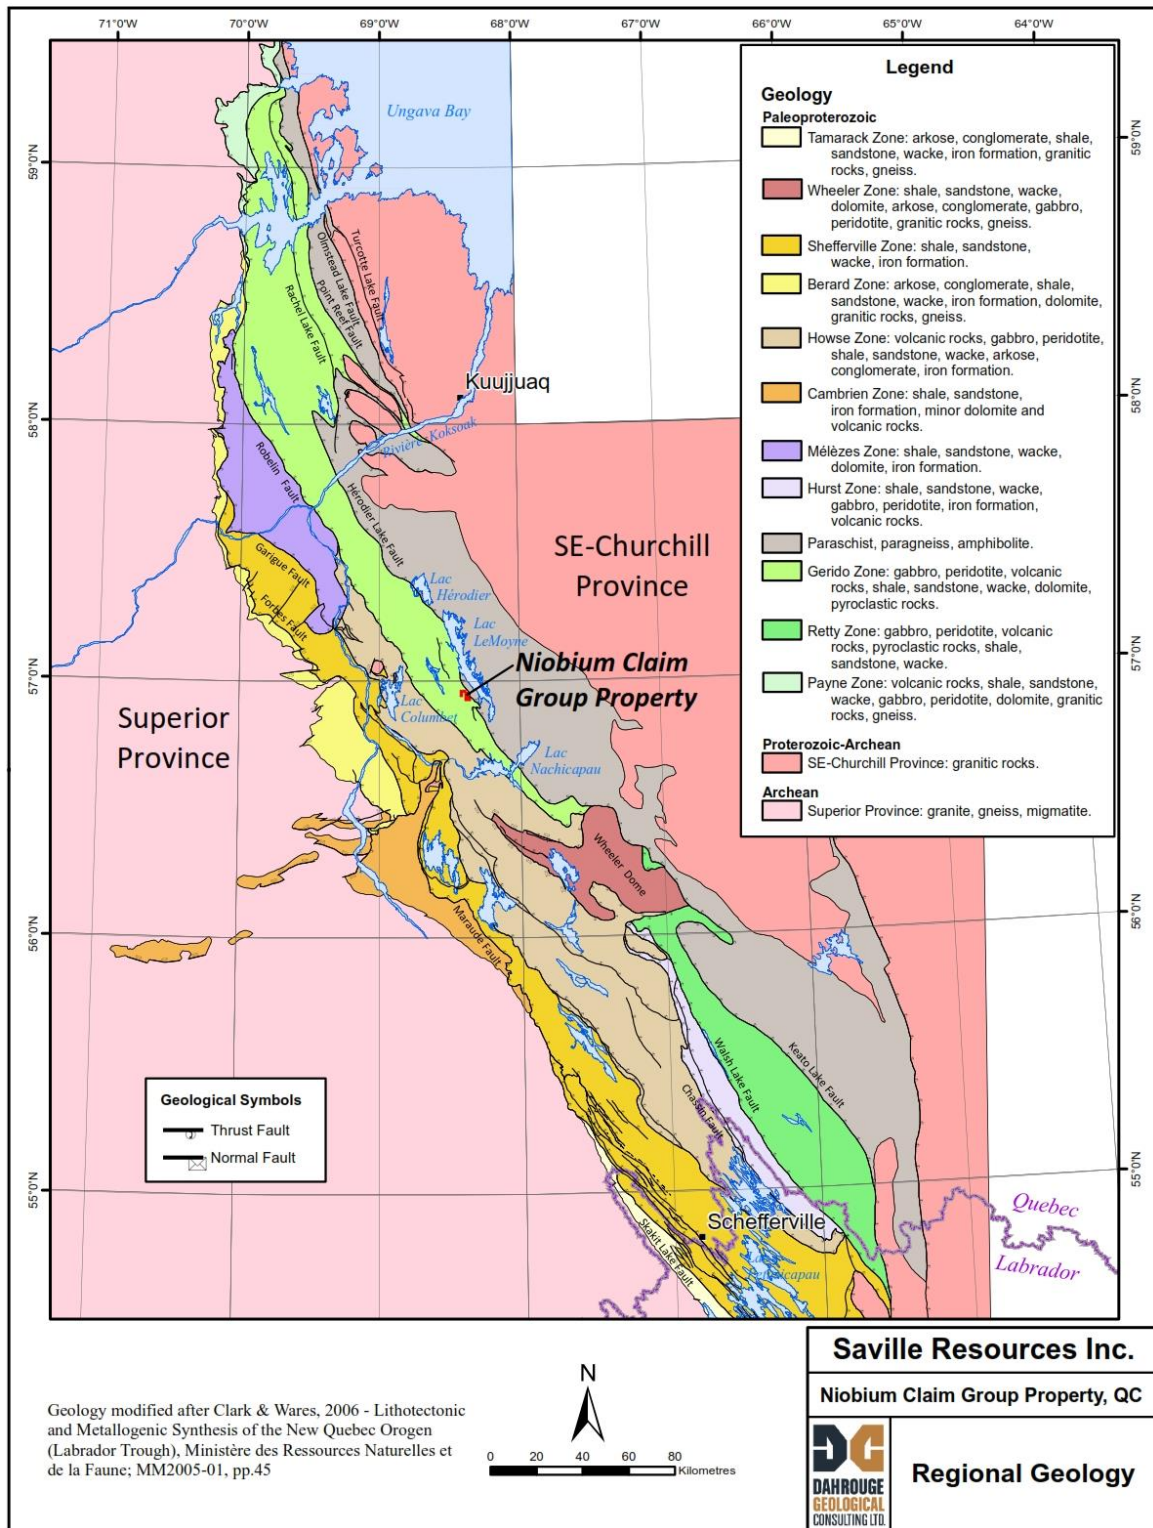 71°0'W 70°0'W 69°0'W 68°0'W 67°0'W 66°0'W 65°0'W 64°0'W
Legend
Geology
Paleoproterozoic
Tamarack Zone: arkose, conglomerate, shale,
sandstone, wacke, iron formation, granitic
rocks, gneiss.
Wheeler Zone: shale, sandstone, wacke,
dolomite, arkose, conglomerate, gabbro,
peridotite, granitic rocks, gneiss.
Shefferville Zone: shale, sandstone,
wacke, iron formation.
Berard Zone: arkose, conglomerate, shale,
sandstone, wacke, iron formation, dolomite,
granitic rocks, gneiss.
Howse Zone: volcanic rocks, gabbro, peridotite,
shale, sandstone, wacke, arkose,
conglomerate, iron formation.
Cambrien Zone: shale, sandstone,
iron formation, minor dolomite and
volcanic rocks.
Mélèzes Zone: shale, sandstone, wacke,
dolomite, iron formation.
Hurst Zone: shale, sandstone, wacke,
gabbro, peridotite, iron formation,
volcanic rocks.
Paraschist, paragneiss, amphibolite.
Gerido Zone: gabbro, peridotite, volcanic
rocks, shale, sandstone, wacke, dolomite,
pyroclastic rocks.
Retty Zone: gabbro, peridotite, volcanic
rocks, pyroclastic rocks, shale,
sandstone, wacke.
Payne Zone: volcanic rocks, shale, sandstone,
wacke, gabbro, peridotite, dolomite, granitic
rocks, gneiss.
Proterozoic-Archean
SE-Churchill Province: granitic rocks.
Archean
Superior Province: granite, gneiss, migmatite.
59°0'N
58°0'N
57°0'N
56°0'N
55°0'N
59°0'N
58°0'N
57°0'N
56°0'N
55°0'N
Ungava Bay
Turcotte Lake Fault
Olmstead Lake Fault
Point Reef Fault
Rachel Lake Fault
Kuujjuaq
Rivière Koksoak
Robelin Fault
Hérodier Lake Fault
Garigue Fault
Forbes Fault
SE-Churchill
Province
Lac
Hérodier
Lac
LeMoyne
Niobium Claim
Group Property
Lac
Columbet
Superior
Province
Lac
Nachicapau
Wheeler Dome
Maraude Fault
Keato Lake Fault
Walsh Lake Fault
Chassin Fault
Geological Symbols
Thrust Fault
Normal Fault
Schefferville
Skakit Lake Fault
Quebec
Labrador
Saville Resources Inc.
Niobium Claim Group Property, QC
DAHROUGE
GEOLOGICAL
CONSULTING LTD.
Regional Geology
N
0 20 40 60 80
Kilometres
Geology modified after Clark & Wares, 2006 - Lithotectonic
and Metallogenic Synthesis of the New Quebec Orogen
(Labrador Trough), Ministère des Ressources Naturelles et
de la Faune; MM2005-01, pp.45